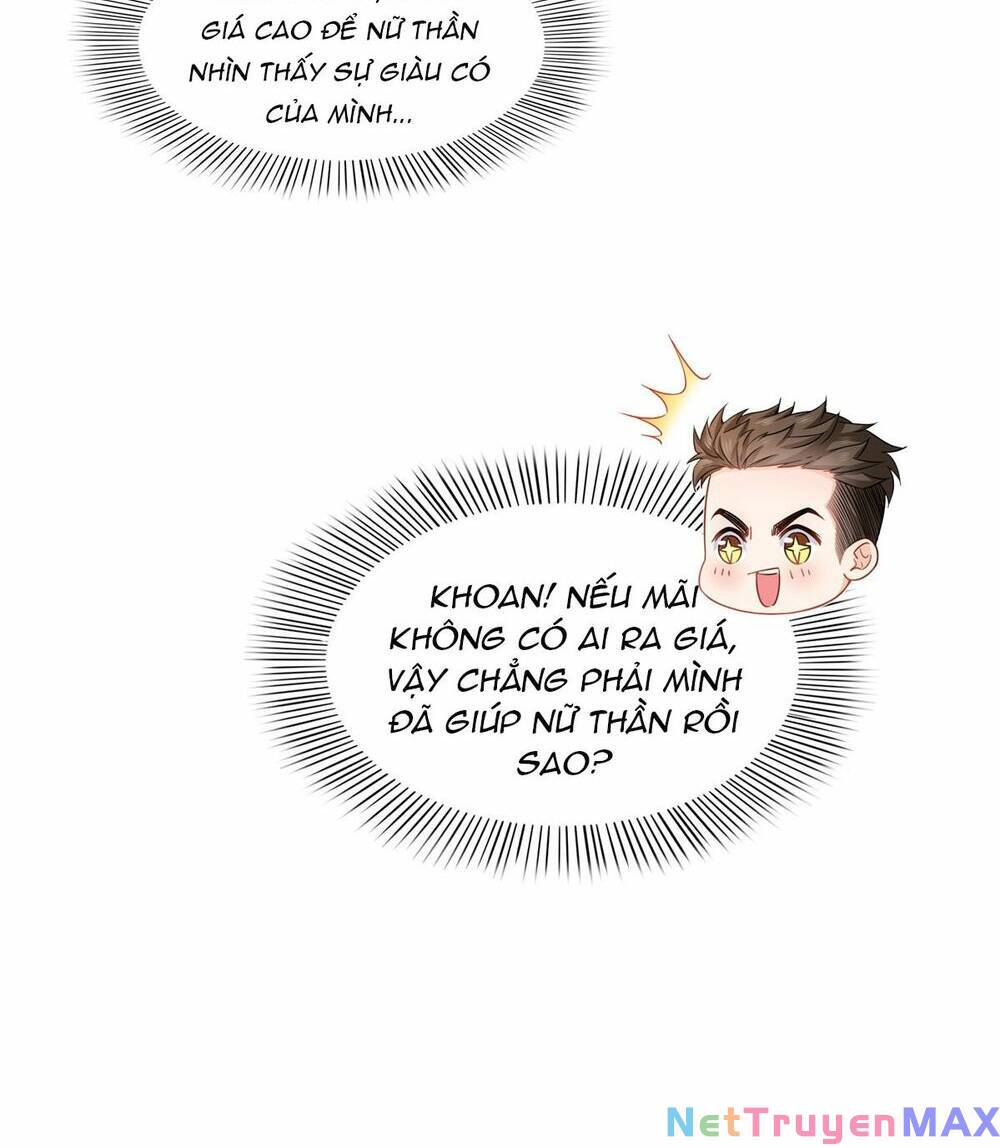 GIÁ CAO ĐỂ NỮ THẦN
NHÌN THẤY SỰ GIÀU CÓ
CỦA MÌNH...
KHOAN! NẾU MÃI
KHÔNG CÓ AI RA GIÁ,
VẬY CHẲNG PHẢI MÌNH
ĐÃ GIÚP NỮ THẦN RỒI
SAO?
NETTRUYENMAX